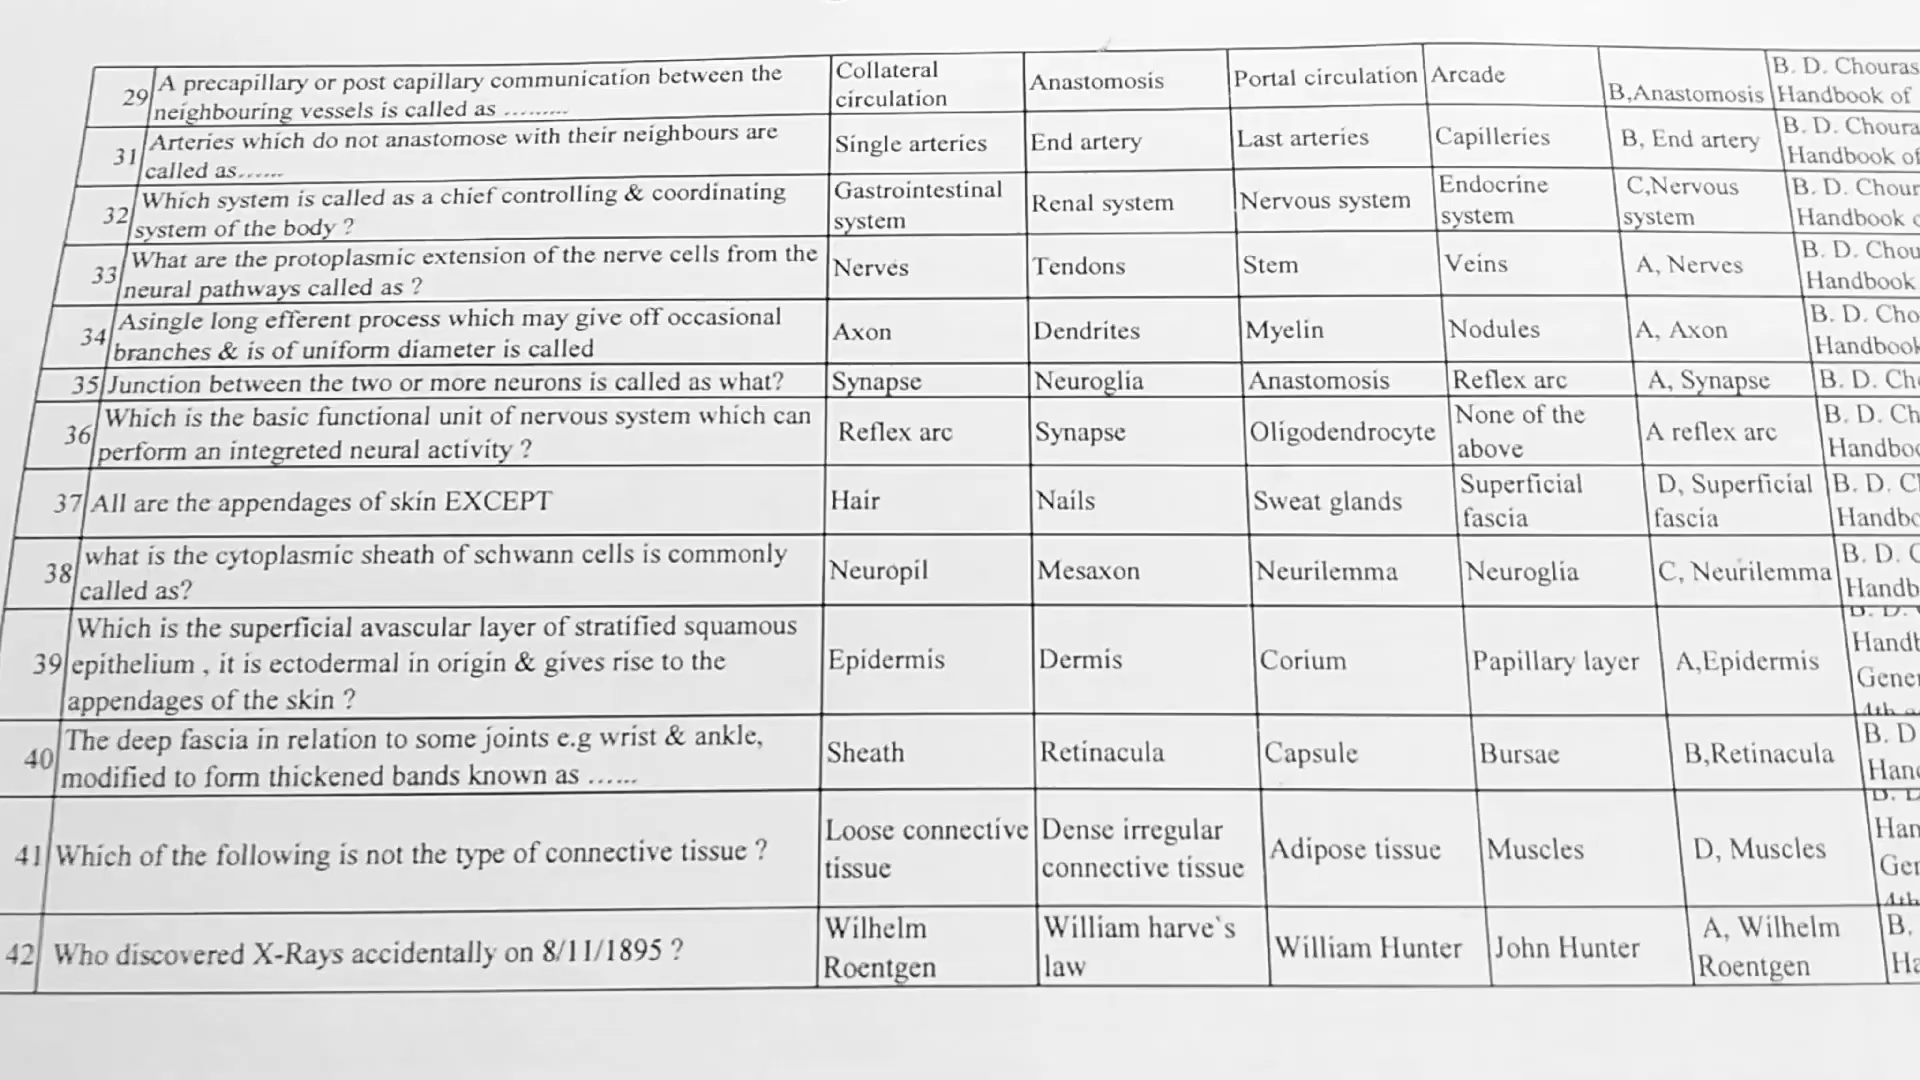 29 A precapillary or post capillary communication between the
neighbouring vessels is called as .........
Collateral
circulation
Anastomosis
Portal circulation
Arcade
B,Anastomosis
B. D. Chouras
Handbook of
31 Arteries which do not anastomose with their neighbours are
called as......
Single arteries
End artery
Last arteries
Capilleries
B, End artery
B. D. Choura
Handbook of
32 Which system is called as a chief controlling & coordinating
system of the body ?
Gastrointestinal
system
Renal system
Nervous system
Endocrine
system
C,Nervous
system
B. D. Chour
Handbook
33 What are the protoplasmic extension of the nerve cells from the
neural pathways called as ?
Nerves
Tendons
Stem
Veins
A, Nerves
B. D. Chou
Handbook
34 Asingle long efferent process which may give off occasional
branches & is of uniform diameter is called
Axon
Dendrites
Myelin
Nodules
A, Axon
B. D. Cho
Handbook
35 Junction between the two or more neurons is called as what?
Synapse
Neuroglia
Anastomosis
Reflex arc
A, Synapse
B. D. Ch
36 Which is the basic functional unit of nervous system which can
perform an integreted neural activity ?
Reflex arc
Synapse
Oligodendrocyte
None of the
above
A reflex arc
B. D. Ch
Handbo
37 All are the appendages of skin EXCEPT
Hair
Nails
Sweat glands
Superficial
fascia
D, Superficial
fascia
B. D. C
Handb
38 what is the cytoplasmic sheath of schwann cells is commonly
called as?
Neuropil
Mesaxon
Neurilemma
Neuroglia
C, Neurilemma
B. D.
Handb
39 Which is the superficial avascular layer of stratified squamous
epithelium , it is ectodermal in origin & gives rise to the
appendages of the skin ?
Epidermis
Dermis
Corium
Papillary layer
A,Epidermis
Handb
Gene
4th
40 The deep fascia in relation to some joints e.g wrist & ankle,
modified to form thickened bands known as ......
Sheath
Retinacula
Capsule
Bursae
B,Retinacula
B. D
Han
41 Which of the following is not the type of connective tissue ?
Loose connective
tissue
Dense irregular
connective tissue
Adipose tissue
Muscles
D, Muscles
Han
Ger
4th
42 Who discovered X-Rays accidentally on 8/11/1895 ?
Wilhelm
Roentgen
William harve`s
law
William Hunter
John Hunter
A, Wilhelm
Roentgen
B.
Ha